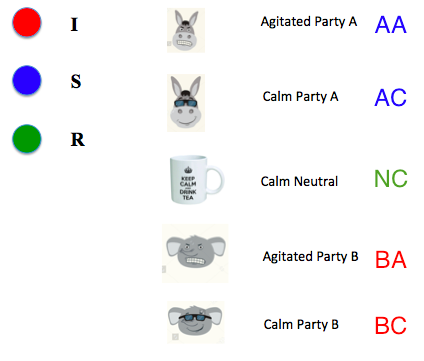 I
Agitated Party A
AA
S
Calm Party A
AC
R
KEEP
CALM
AND
DRINK
TEA
Calm Neutral
NC
Agitated Party B
BA
Calm Party B
BC